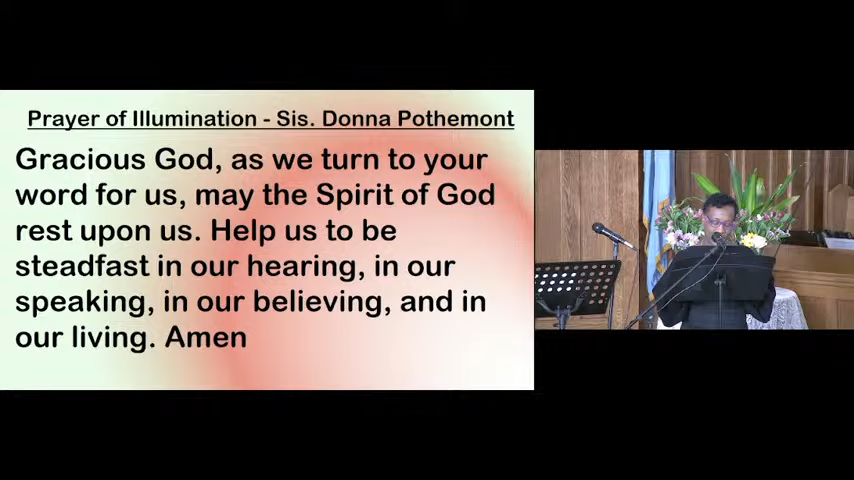 Prayer of Illumination - Sis. Donna Pothemont
Gracious God, as we turn to your
word for us, may the Spirit of God
rest upon us. Help us to be
steadfast in our hearing, in our
speaking, in our believing, and in
our living. Amen